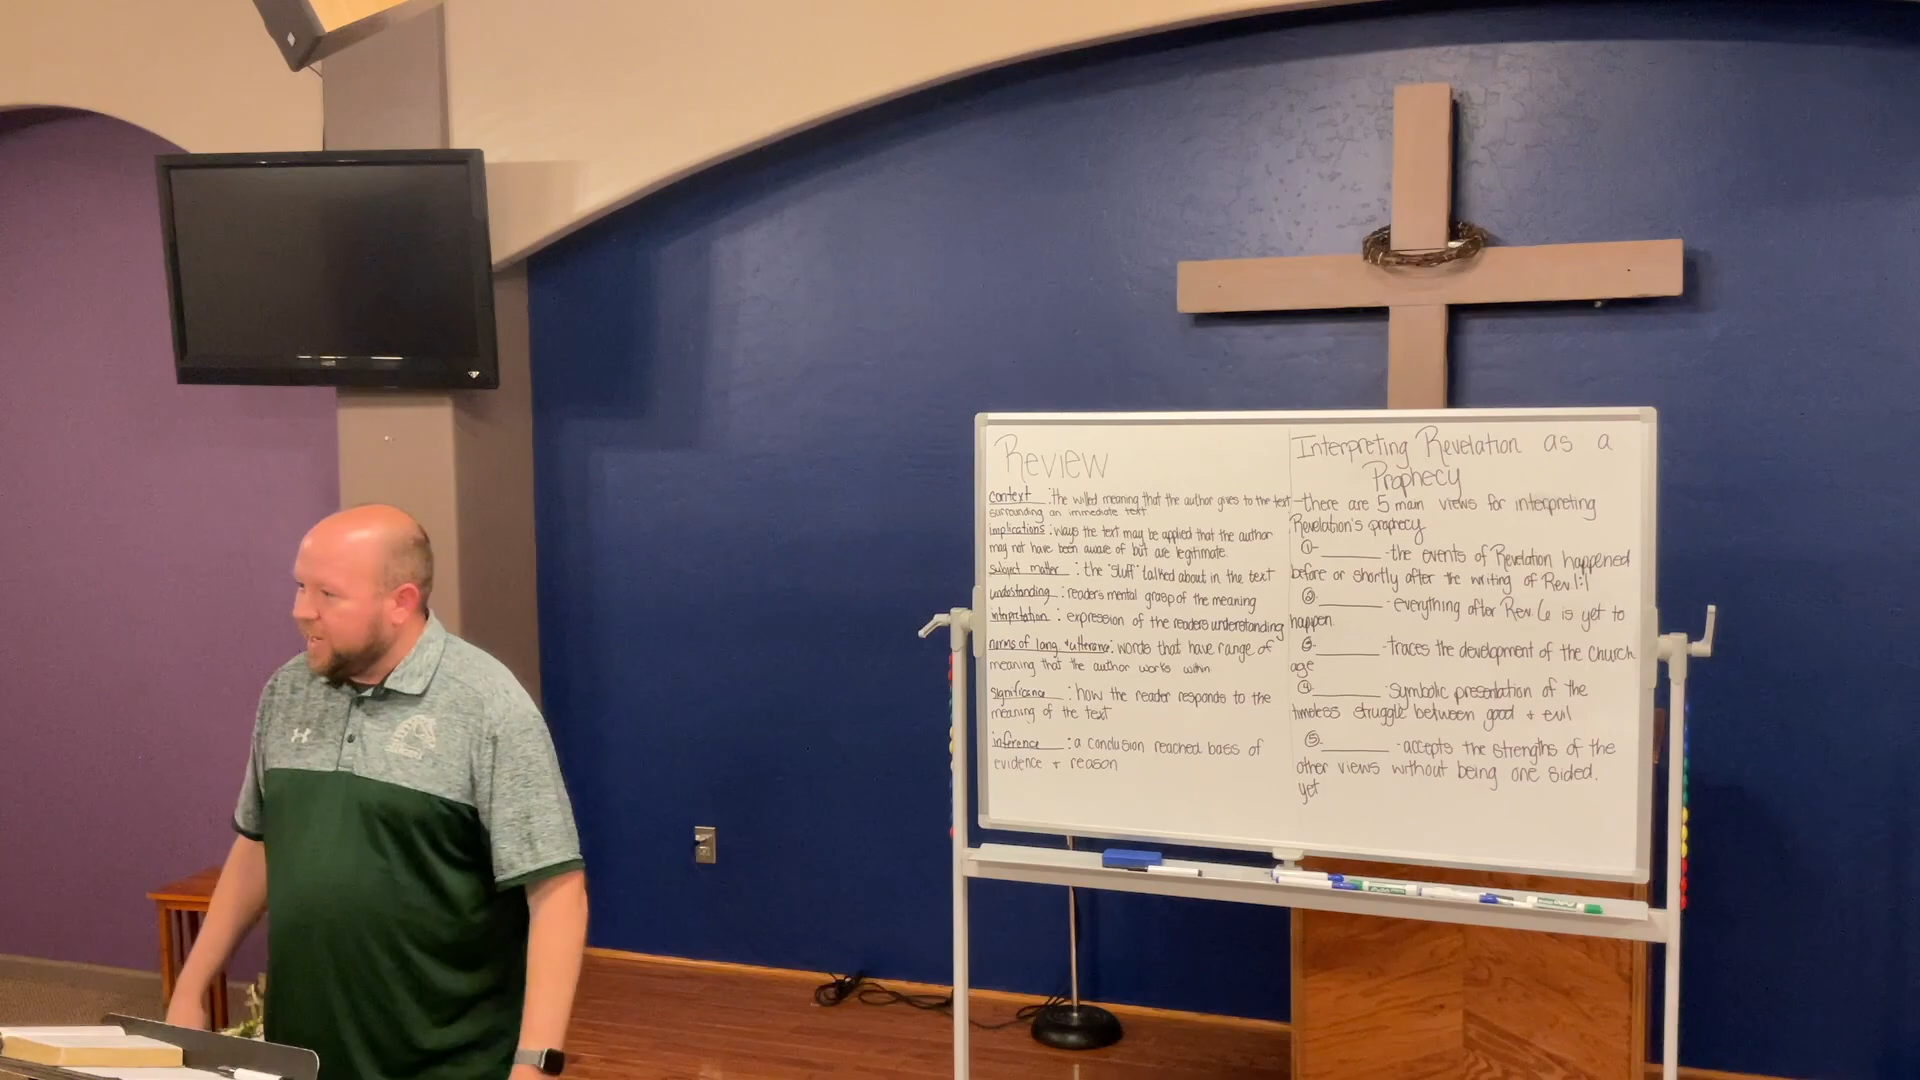 Review
context : the willed meaning that the author gives to the text
surrounding an immediate text
implications : ways the text may be applied that the author
may not have been aware of but are legitimate.
subject matter : the "stuff" talked about in the text
: readers mental grasp of the meaning
: expression of the readers understanding
norms of lang. + : words that have range of
meaning that the author works within
significance : how the reader responds to the
meaning of the text
inference : a conclusion reached bass of
evidence + reason
Interpreting Revelation as a
Prophecy
- there are 5 main views for interpreting
Revelation's prophecy
① ______ - the events of Revelation happened
before or shortly after the writing of Rev. 1:1
② ______ - everything after Rev. 6 is yet to
happen
③ ______ - traces the development of the church
age
④ ______ - symbolic presentation of the
timeless struggle between good + evil
⑤ ______ - accepts the strengths of the
other views without being one sided.
yet